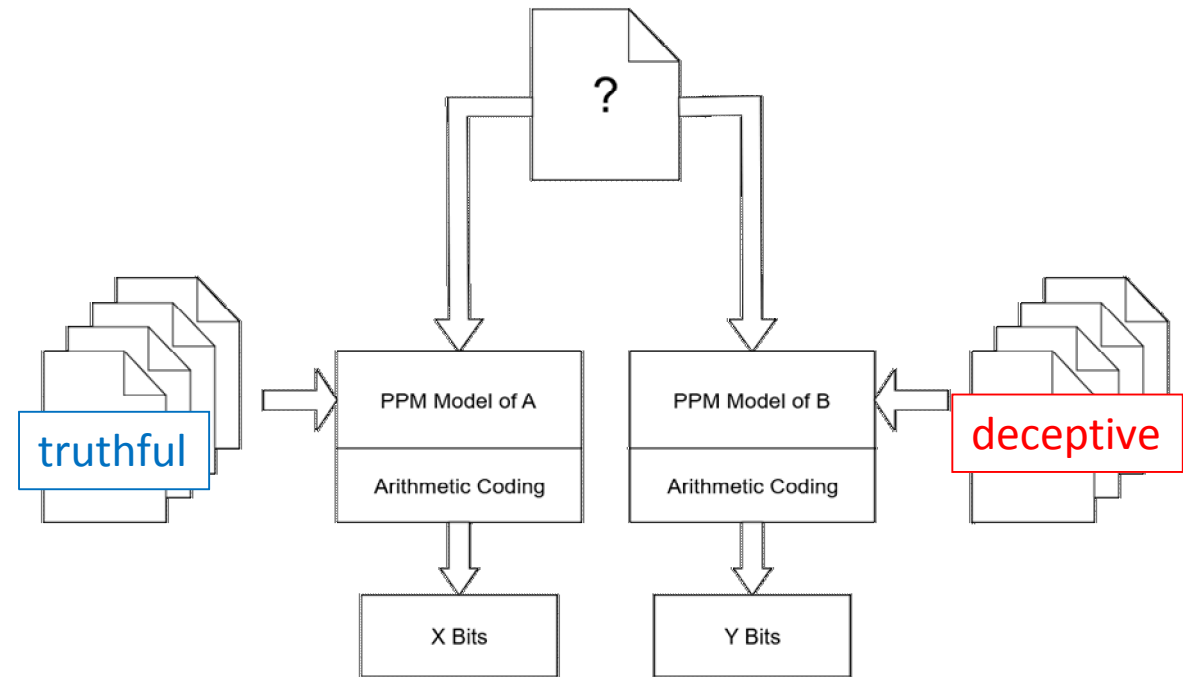 ?
PPM Model of A
PPM Model of B
truthful
deceptive
Arithmetic Coding
Arithmetic Coding
X Bits
Y Bits